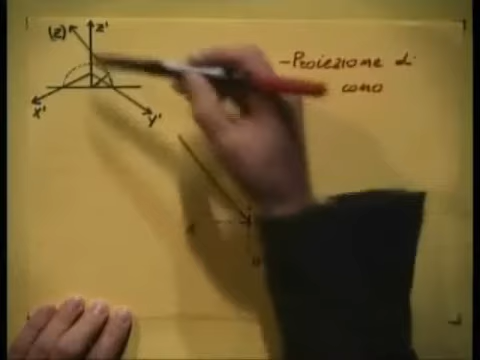 (z) z'
x' y'
-Proiezione di
cono